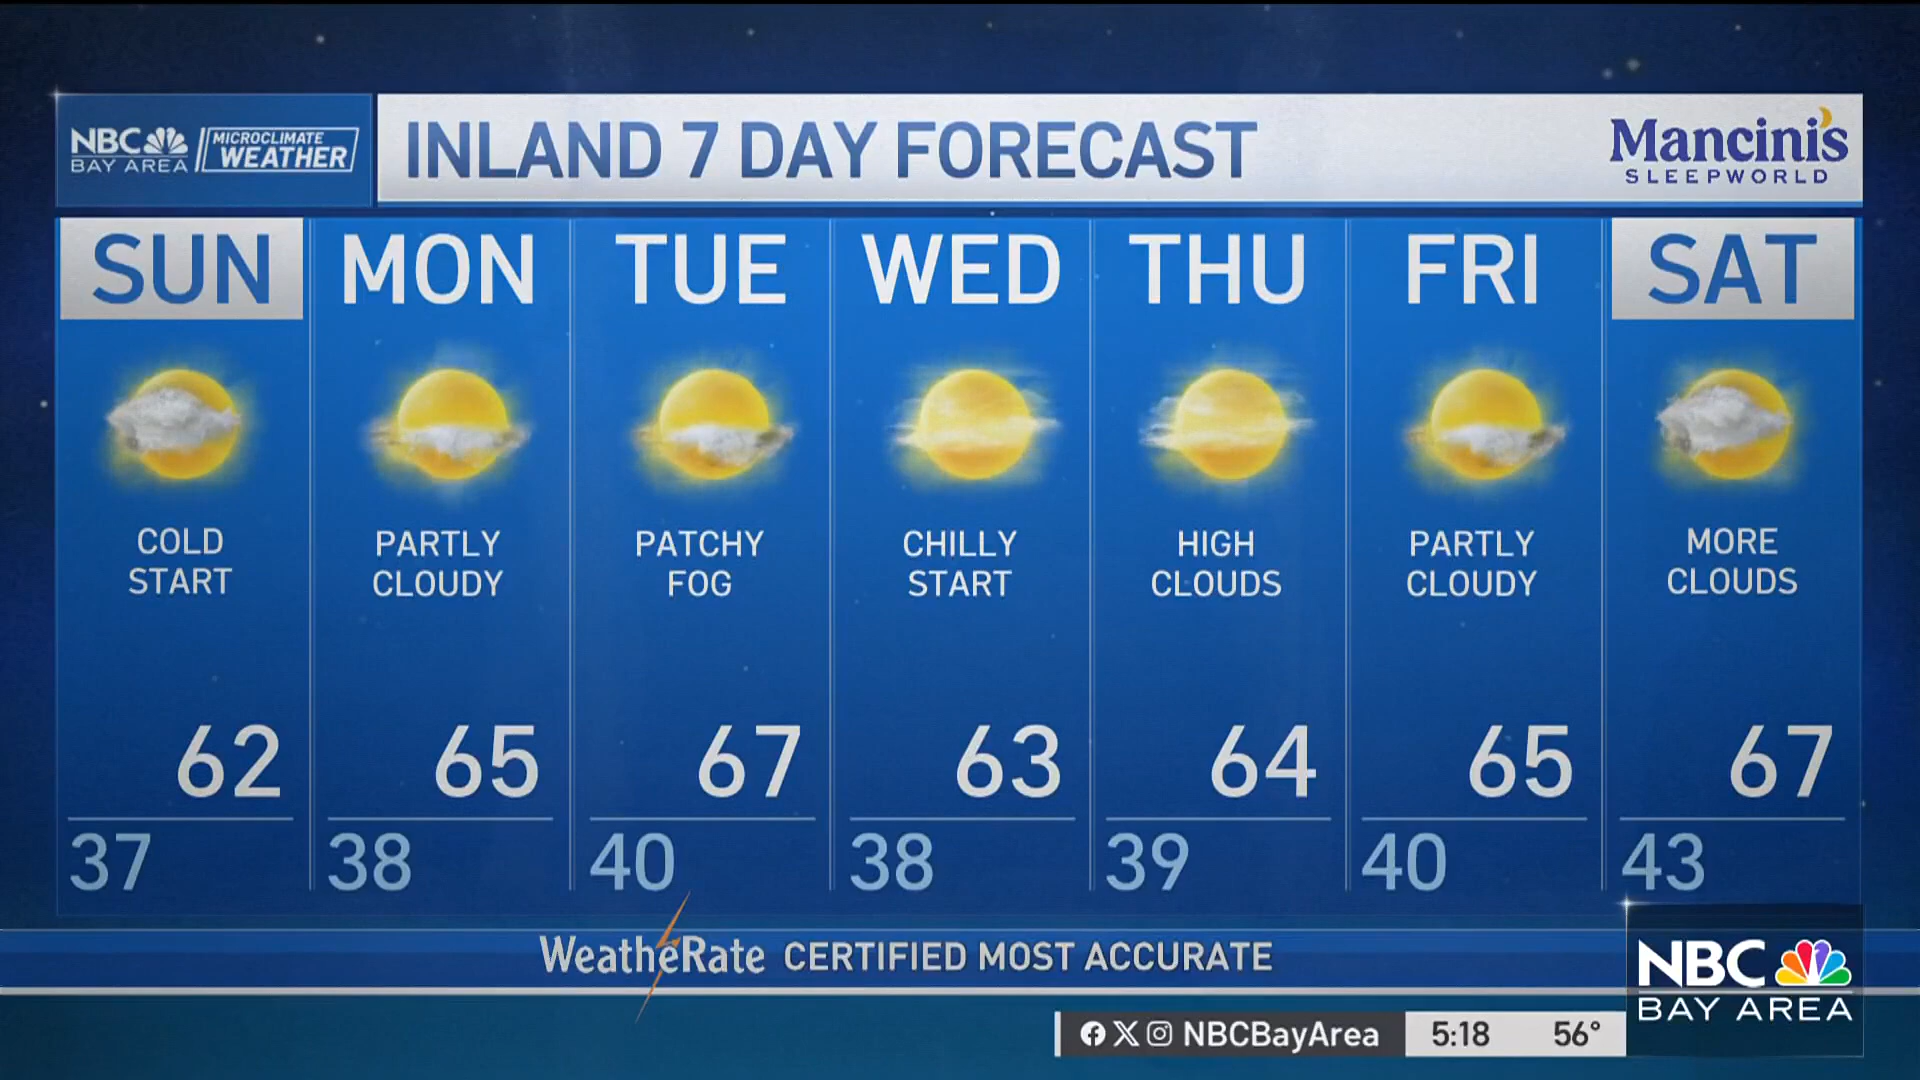 NBC BAY AREA MICROCLIMATE WEATHER
INLAND 7 DAY FORECAST
Mancini's
SLEEPWORLD
SUN MON TUE WED THU FRI SAT
COLD START
PARTLY CLOUDY
PATCHY FOG
CHILLY START
HIGH CLOUDS
PARTLY CLOUDY
MORE CLOUDS
62 65 67 63 64 65 67
37 38 40 38 39 40 43
WeatheRate CERTIFIED MOST ACCURATE
NBC
BAY AREA
NBCBayArea 5:18 56°